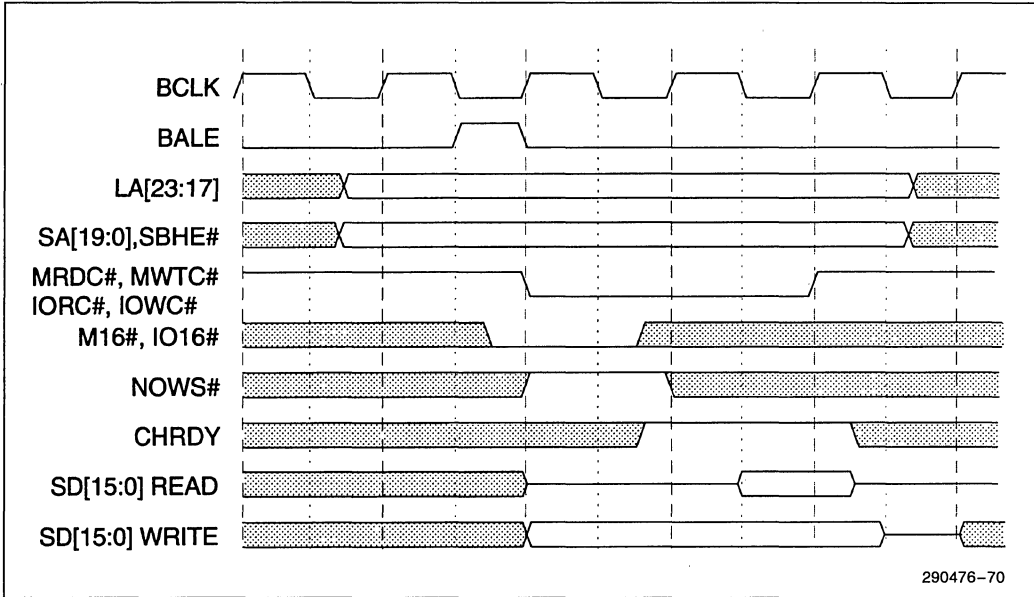 BCLK
BALE
LA[23:17]
SA[19:0],SBHE#
MRDC#, MWTC#
IORC#, IOWC#
M16#, IO16#
NOWS#
CHRDY
SD[15:0] READ
SD[15:0] WRITE
290476–70